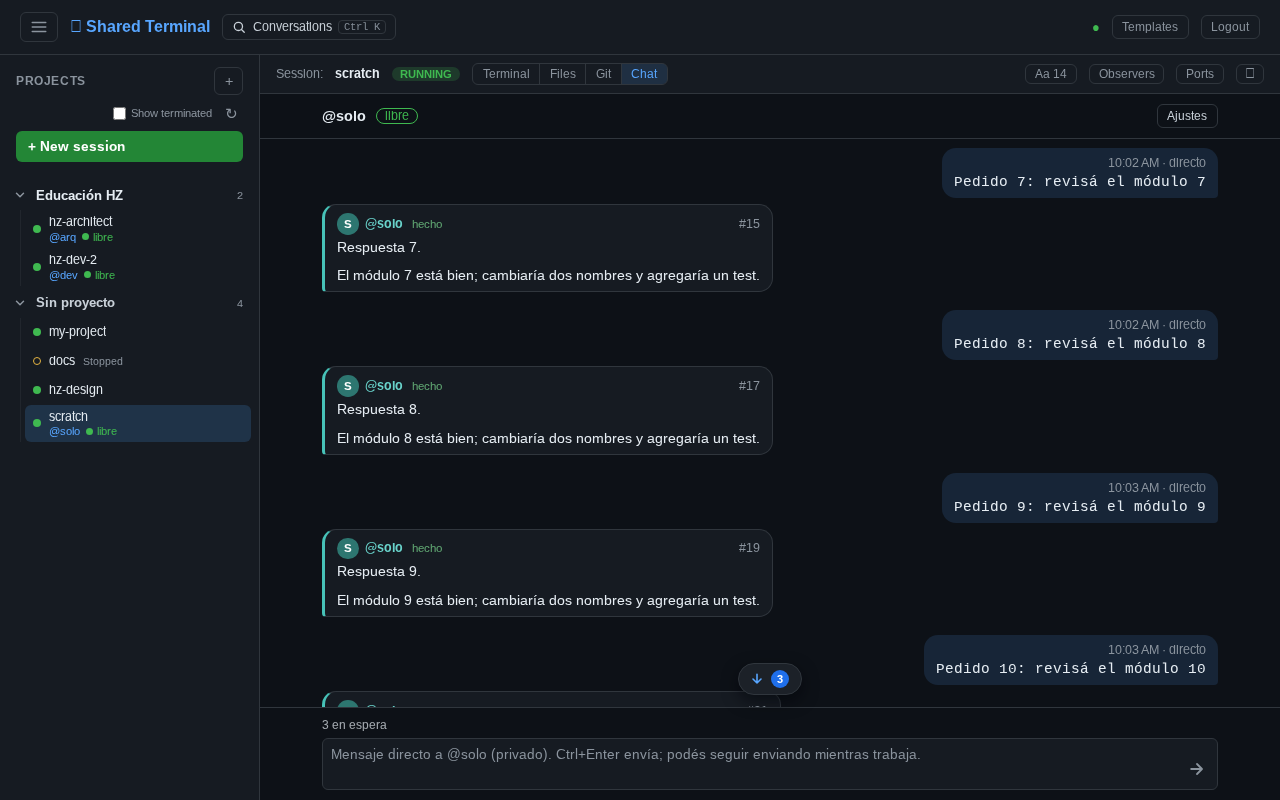 Shared Terminal
Conversations Ctrl K
Templates
Logout
PROJECTS
+
Show terminated
+ New session
Educación HZ 2
hz-architect
@arq libre
hz-dev-2
@dev libre
Sin proyecto 4
my-project
docs Stopped
hz-design
scratch
@solo libre
Session: scratch RUNNING Terminal Files Git Chat
Aa 14
Observers
Ports
@solo libre
Ajustes
10:02 AM · directo
Pedido 7: revisá el módulo 7
S @solo hecho #15
Respuesta 7.
El módulo 7 está bien; cambiaría dos nombres y agregaría un test.
10:02 AM · directo
Pedido 8: revisá el módulo 8
S @solo hecho #17
Respuesta 8.
El módulo 8 está bien; cambiaría dos nombres y agregaría un test.
10:03 AM · directo
Pedido 9: revisá el módulo 9
S @solo hecho #19
Respuesta 9.
El módulo 9 está bien; cambiaría dos nombres y agregaría un test.
10:03 AM · directo
Pedido 10: revisá el módulo 10
3
3 en espera
Mensaje directo a @solo (privado). Ctrl+Enter envía; podés seguir enviando mientras trabaja.